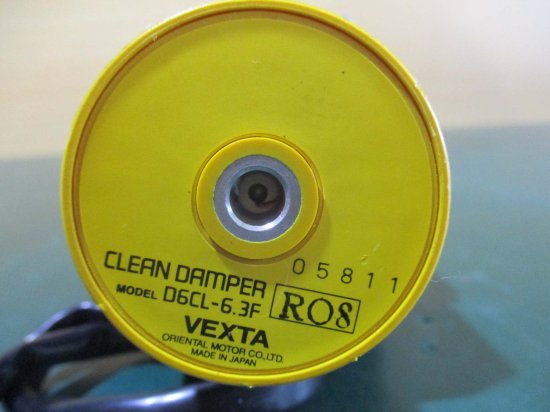 CLEAN DAMPER
05811
MODEL D6CL-6.3F
R08
VEXTA
ORIENTAL MOTOR CO.,LTD.
MADE IN JAPAN